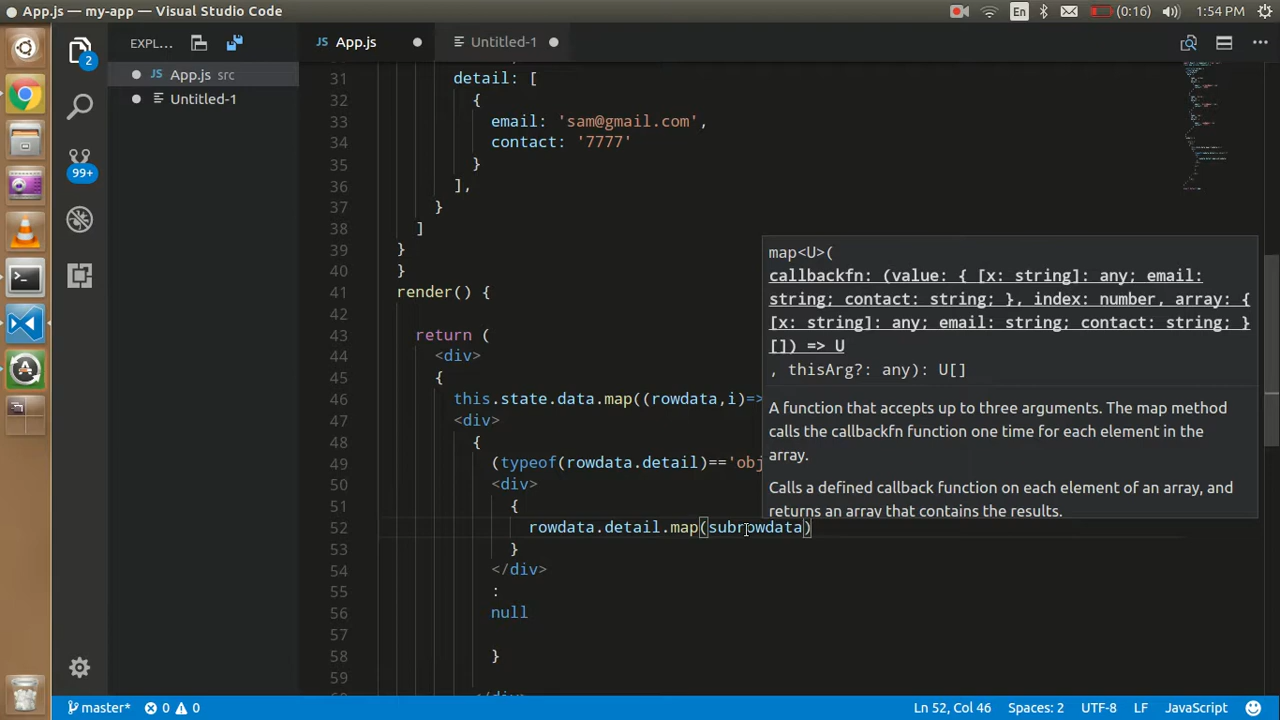 App.js — my-app — Visual Studio Code
En
(0:16)
1:54 PM
EXPL...
JS App.js
Untitled-1
2
JS App.js src
Untitled-1
99+
31 detail: [
32 {
33 email: 'sam@gmail.com',
34 contact: '7777'
35 }
36 ],
37 }
38 ]
39 }
40 }
41 render() {
42
43 return (
44 <div>
45 {
46 this.state.data.map((rowdata,i)=>
47 <div>
48 {
49 (typeof(rowdata.detail)=='obj
50 <div>
51 {
52 rowdata.detail.map(subrowdata)
53 }
54 </div>
55 :
56 null
57
58 }
59
map<U>(
callbackfn: (value: { [x: string]: any; email:
string; contact: string; }, index: number, array: {
[x: string]: any; email: string; contact: string; }
[]) => U
, thisArg?: any): U[]
A function that accepts up to three arguments. The map method
calls the callbackfn function one time for each element in the
array.
Calls a defined callback function on each element of an array, and
returns an array that contains the results.
master*
0
0
Ln 52, Col 46
Spaces: 2
UTF-8
LF
JavaScript